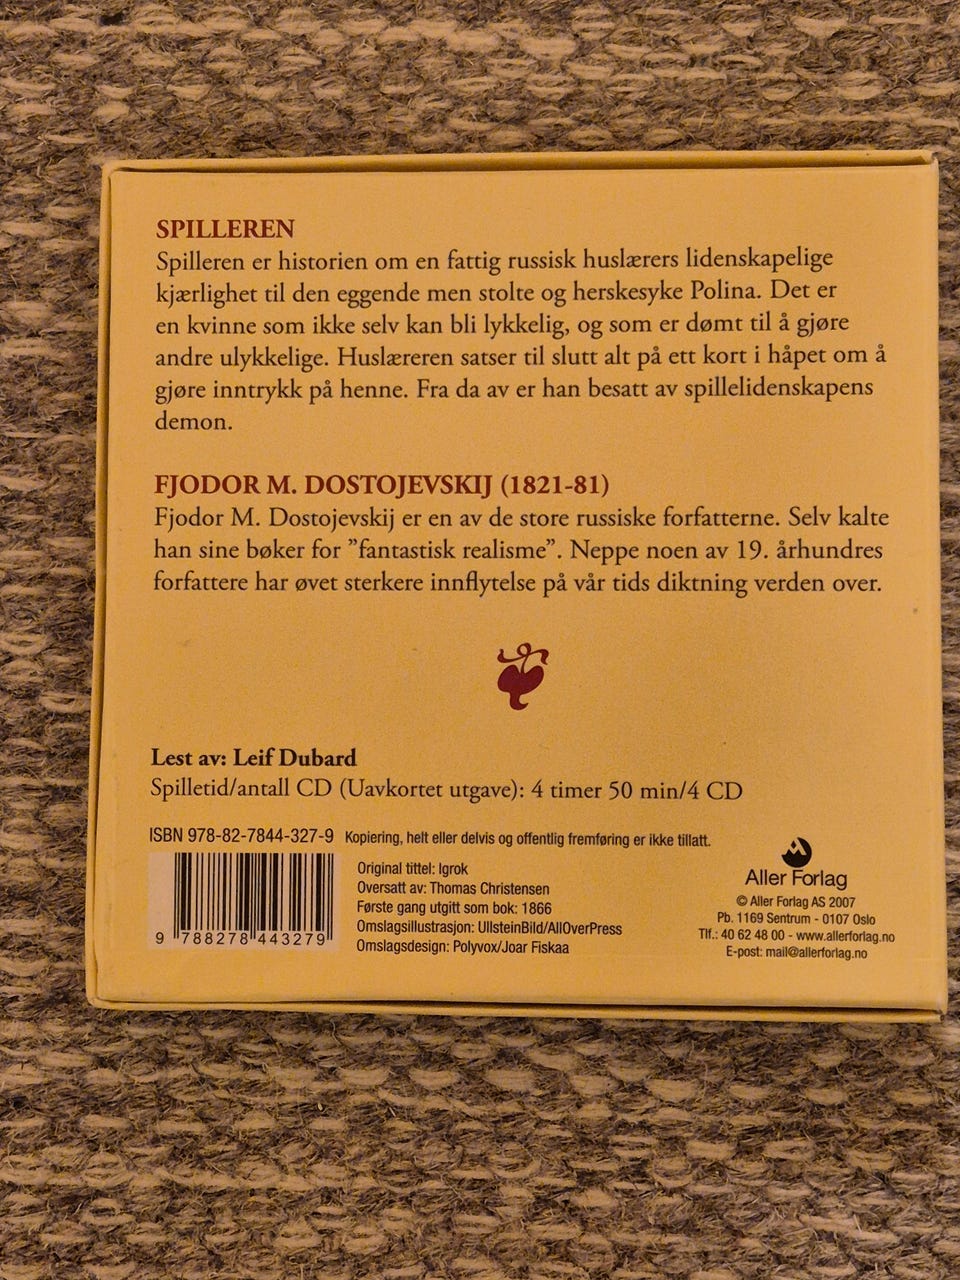 SPILLEREN
Spilleren er historien om en fattig russisk huslærers lidenskapelige
kjærlighet til den eggende men stolte og herskesyke Polina. Det er
en kvinne som ikke selv kan bli lykkelig, og som er dømt til å gjøre
andre ulykkelige. Huslæreren satser til slutt alt på ett kort i håpet om å
gjøre inntrykk på henne. Fra da av er han besatt av spillelidenskapens
demon.
FJODOR M. DOSTOJEVSKIJ (1821-81)
Fjodor M. Dostojevskij er en av de store russiske forfatterne. Selv kalte
han sine bøker for ”fantastisk realisme”. Neppe noen av 19. århundres
forfattere har øvet sterkere innflytelse på vår tids diktning verden over.
Lest av: Leif Dubard
Spilletid/antall CD (Uavkortet utgave): 4 timer 50 min/4 CD
ISBN 978-82-7844-327-9 Kopiering, helt eller delvis og offentlig fremføring er ikke tillatt.
9 788278 443279
Original tittel: Igrok
Oversatt av: Thomas Christensen
Første gang utgitt som bok: 1866
Omslagsillustrasjon: UllsteinBild/AllOverPress
Omslagsdesign: Polyvox/Joar Fiskaa
Aller Forlag
© Aller Forlag AS 2007
Pb. 1169 Sentrum - 0107 Oslo
Tlf.: 40 62 48 00 - www.allerforlag.no
E-post: mail@allerforlag.no